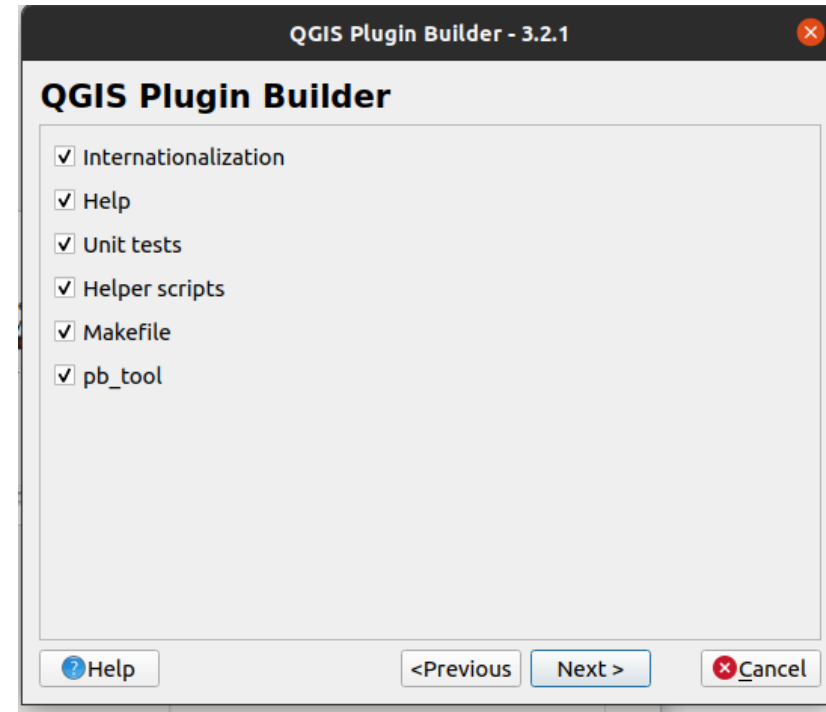 QGIS Plugin Builder - 3.2.1
QGIS Plugin Builder
Internationalization
Help
Unit tests
Helper scripts
Makefile
pb_tool
Help
<Previous
Next >
Cancel